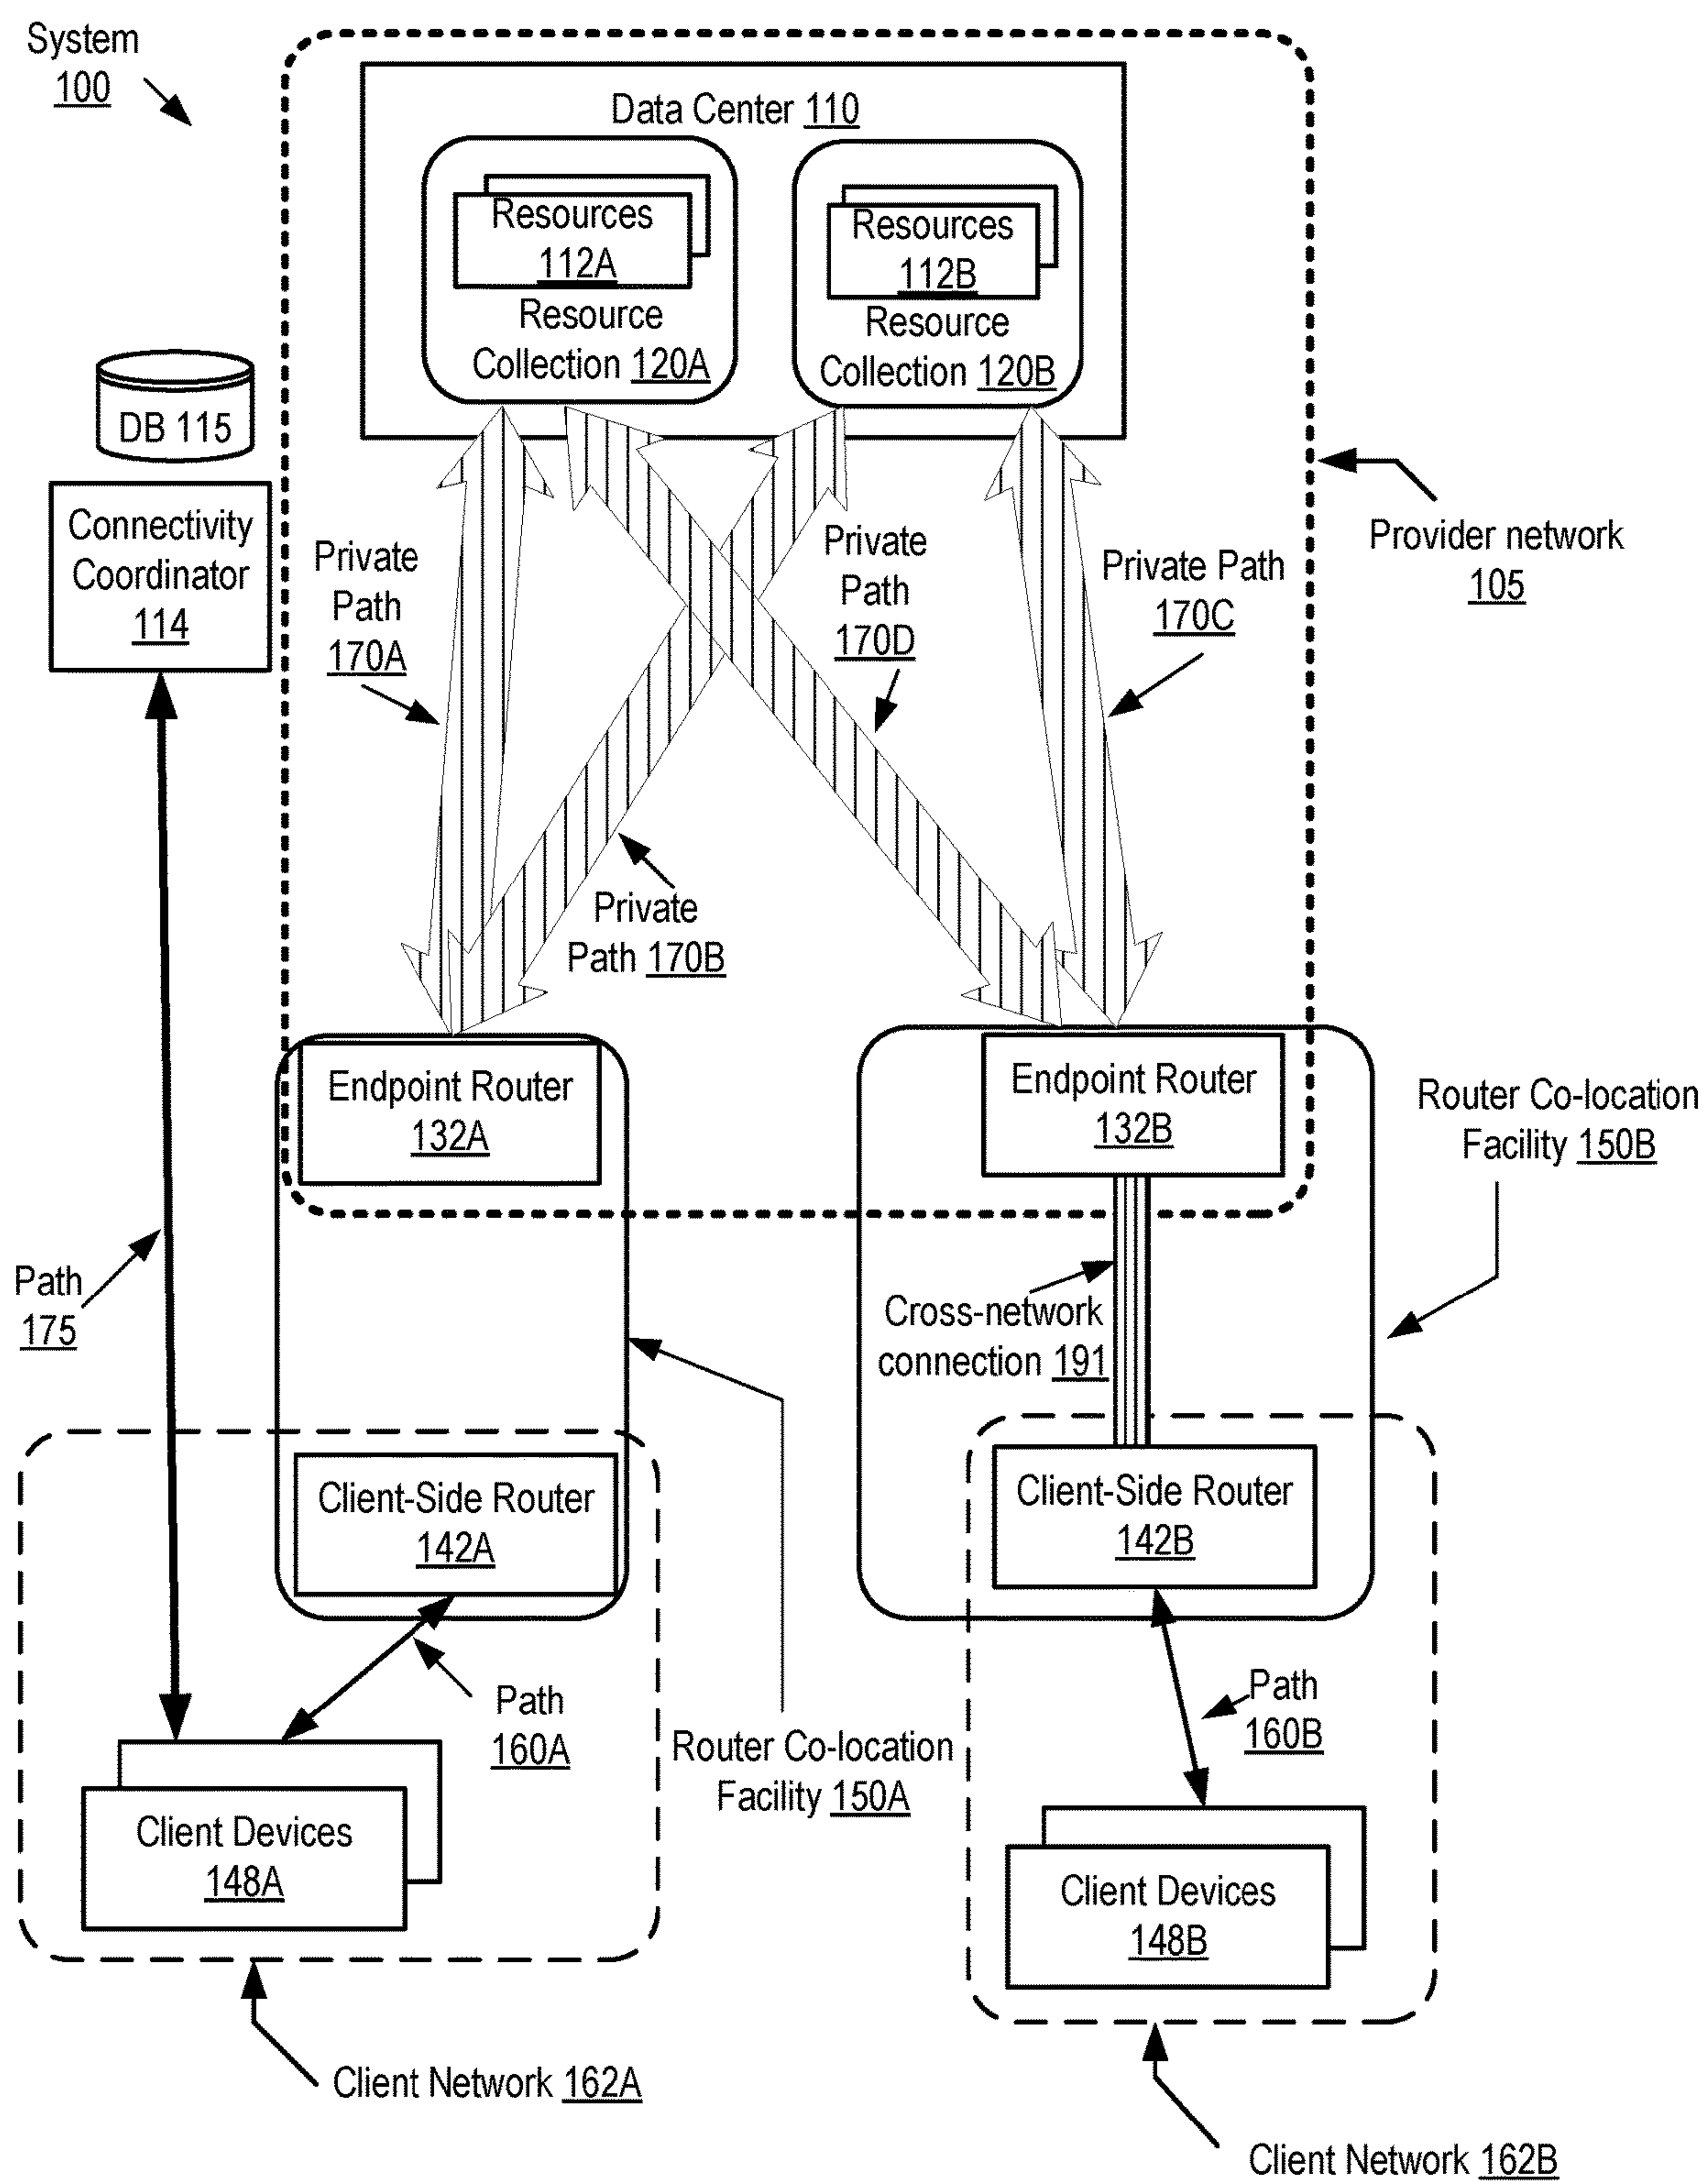 System
100
Data Center 110
Resources
112A
Resource
Collection 120A
Resources
112B
Resource
Collection 120B
DB 115
Connectivity
Coordinator
114
Private
Path
170A
Private
Path
170D
Private Path
170C
Provider network
105
Private
Path 170B
Endpoint Router
132A
Endpoint Router
132B
Router Co-location
Facility 150B
Path
175
Cross-network
connection 191
Client-Side Router
142A
Client-Side Router
142B
Path
160A
Path
160B
Router Co-location
Facility 150A
Client Devices
148A
Client Devices
148B
Client Network 162A
Client Network 162B